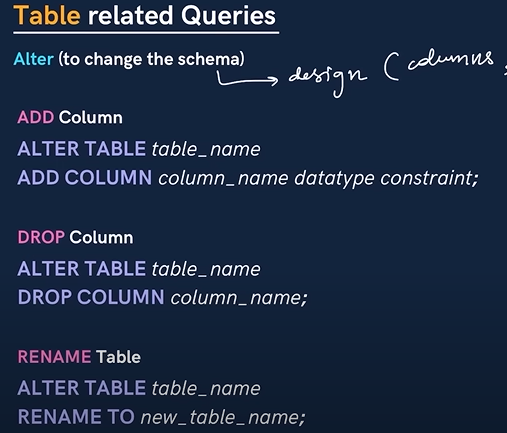 Table related Queries
Alter (to change the schema)
design (columns,
ADD Column
ALTER TABLE table_name
ADD COLUMN column_name datatype constraint;
DROP Column
ALTER TABLE table_name
DROP COLUMN column_name;
RENAME Table
ALTER TABLE table_name
RENAME TO new_table_name;